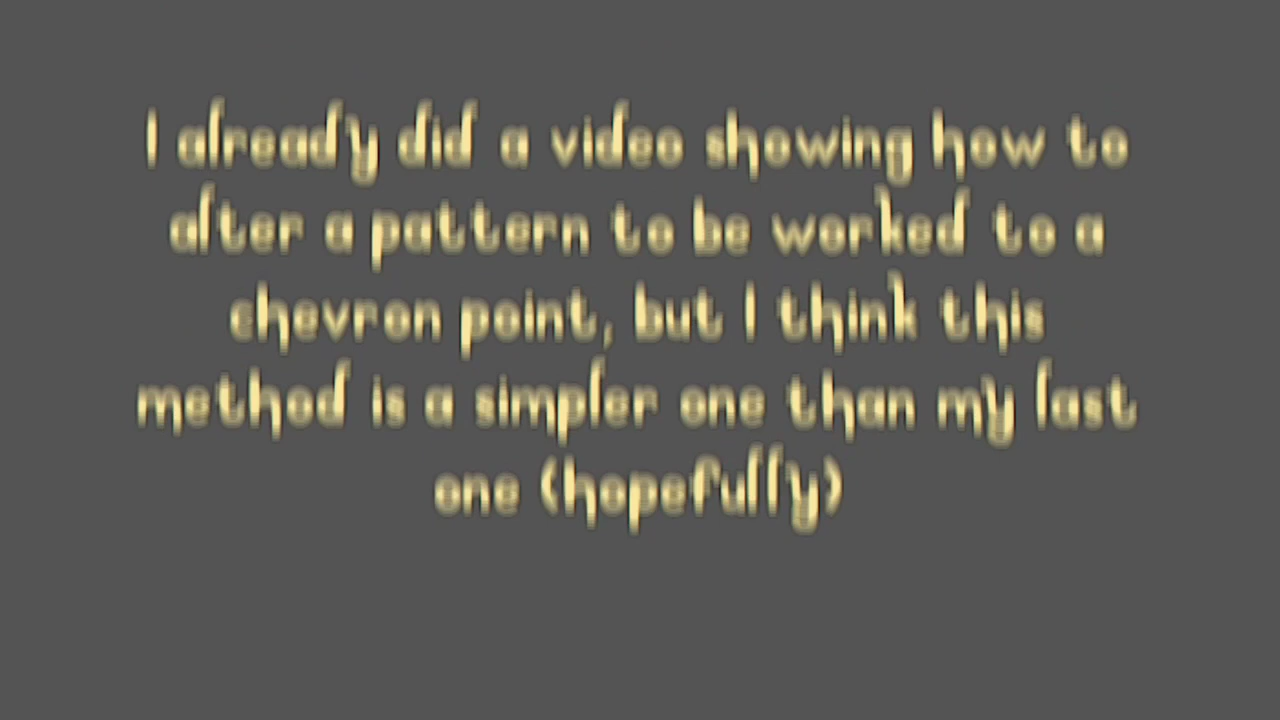 I already did a video showing how to
alter a pattern to be worked to a
chevron point, but I think this
method is a simpler one than my last
one (hopefully)